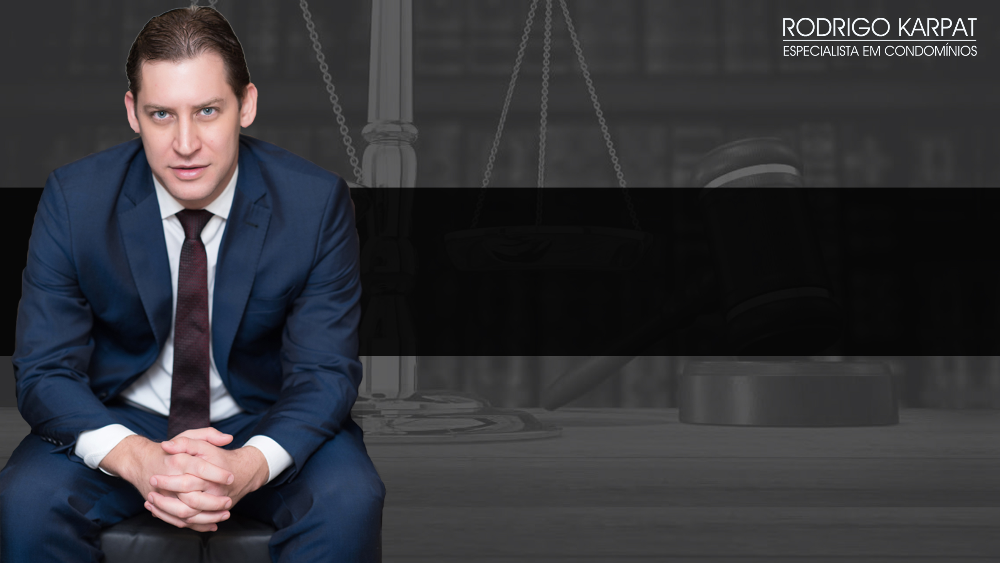 RODRIGO KARPAT
ESPECIALISTA EM CONDOMÍNIOS